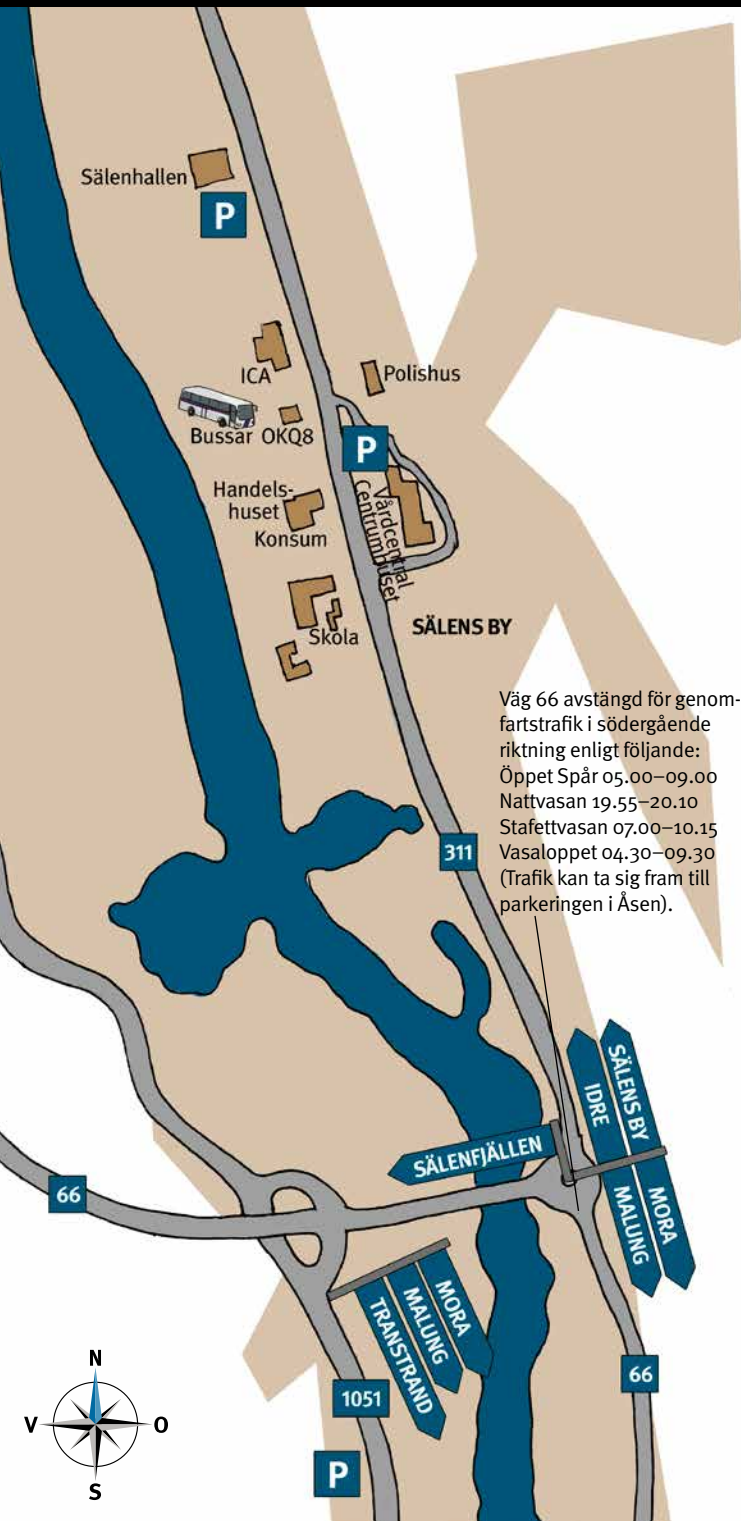 Sälenhallen
P
ICA
Polishus
Bussar OKQ8
P
Handels-
huset
Konsum
Vårdcentral
Centrumhuset
Skola
SÄLENS BY
Väg 66 avstängd för genom-
fartstrafik i södergående
riktning enligt följande:
Öppet Spår 05.00–09.00
Nattvasan 19.55–20.10
Stafettvasan 07.00–10.15
Vasaloppet 04.30–09.30
(Trafik kan ta sig fram till
parkeringen i Åsen).
311
SÄLENS BY
IDRE
SÄLENFJÄLLEN
MORA
MALUNG
66
MORA
MALUNG
TRANSTRAND
66
1051
P
N
V
O
S